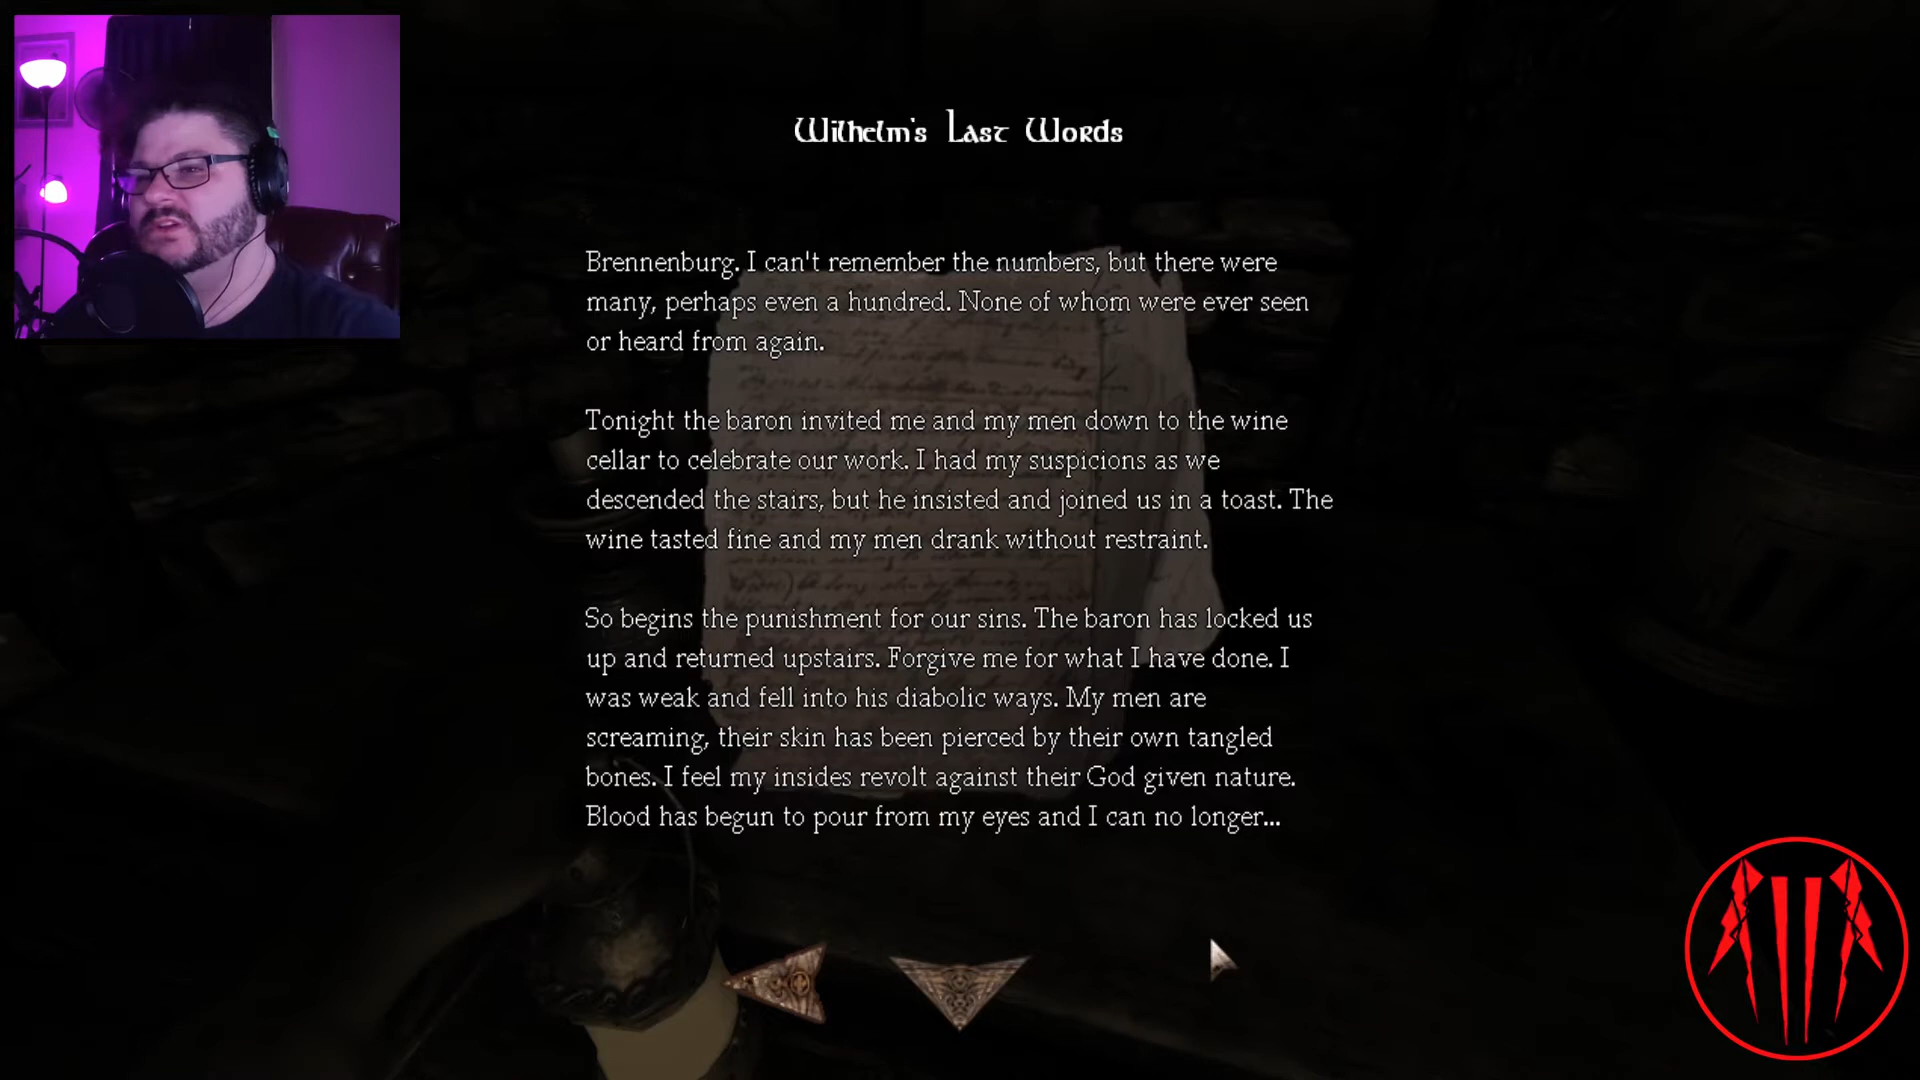 Wilhelm's Last Words
Brennenburg. I can't remember the numbers, but there were
many, perhaps even a hundred. None of whom were ever seen
or heard from again.
Tonight the baron invited me and my men down to the wine
cellar to celebrate our work. I had my suspicions as we
descended the stairs, but he insisted and joined us in a toast. The
wine tasted fine and my men drank without restraint.
So begins the punishment for our sins. The baron has locked us
up and returned upstairs. Forgive me for what I have done. I
was weak and fell into his diabolic ways. My men are
screaming, their skin has been pierced by their own tangled
bones. I feel my insides revolt against their God given nature.
Blood has begun to pour from my eyes and I can no longer...